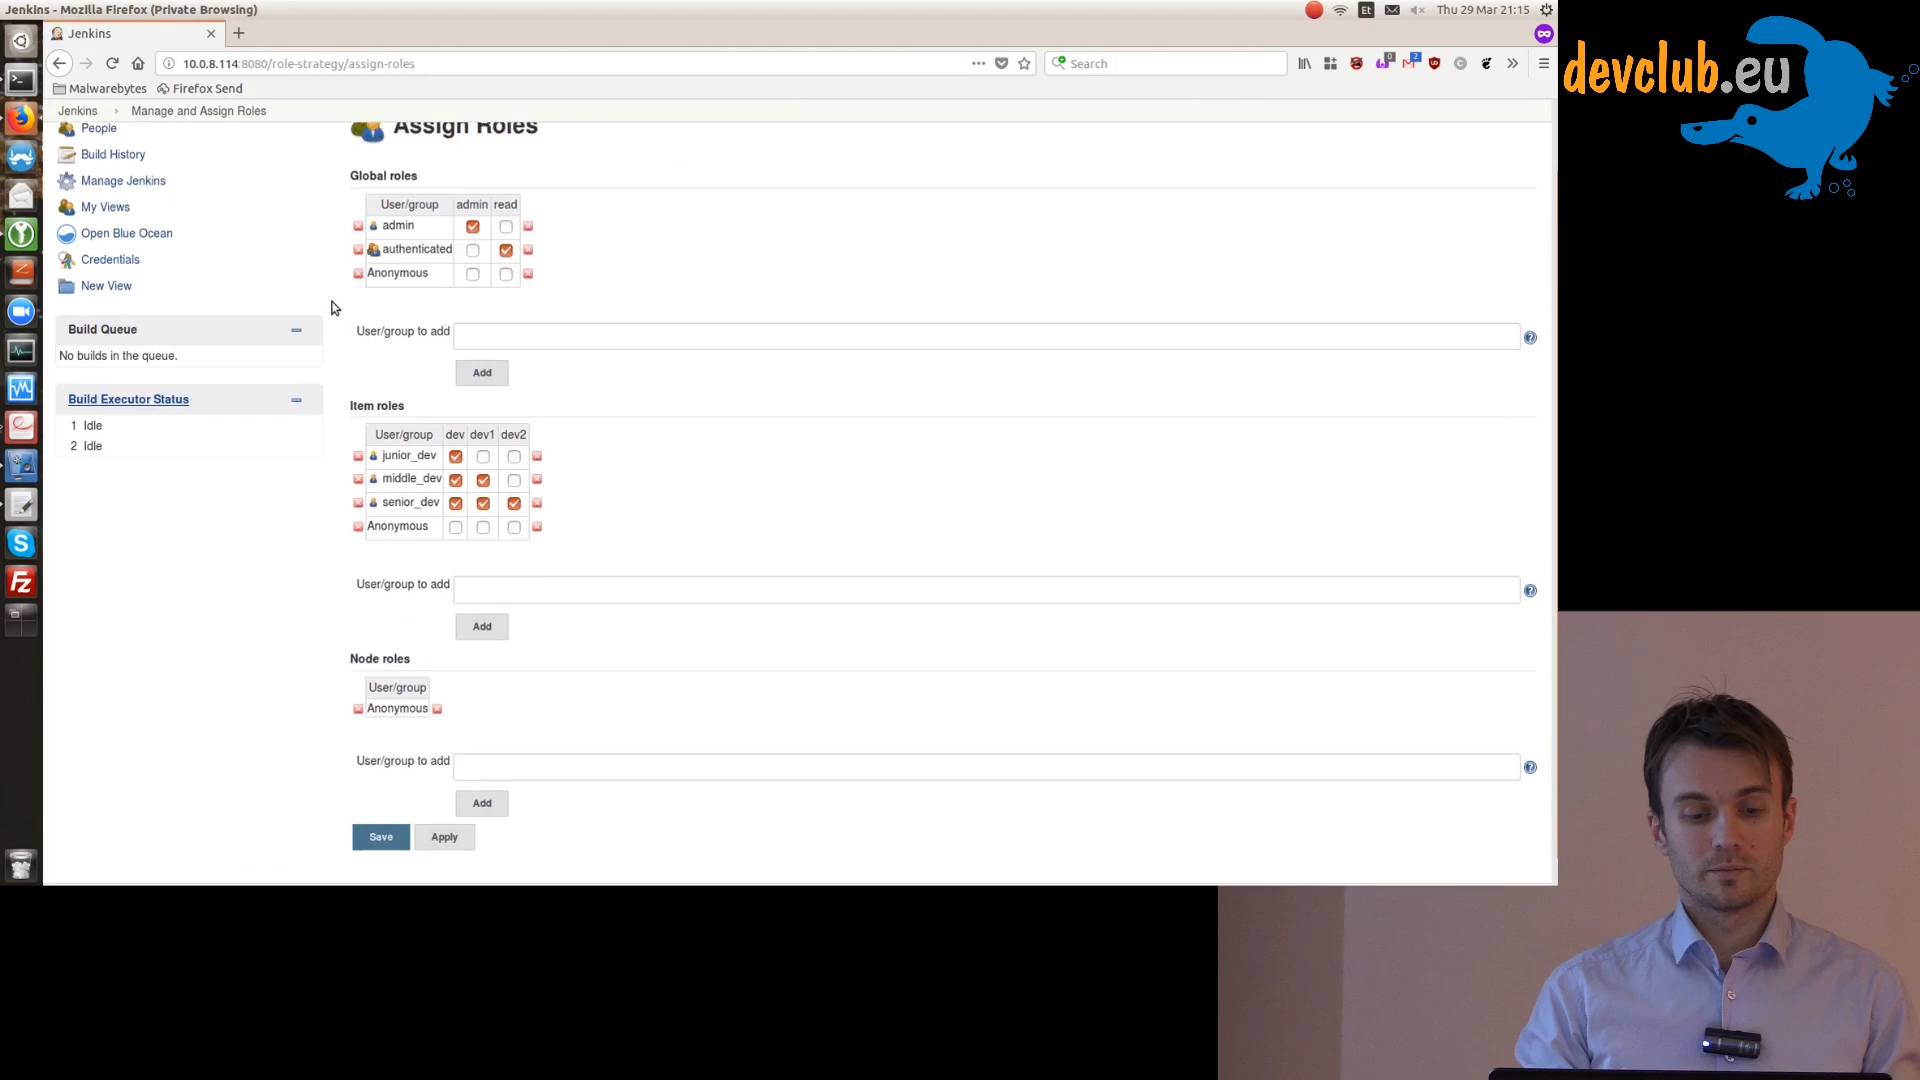 Jenkins - Mozilla Firefox (Private Browsing)
Et
Thu 29 Mar 21:15
Jenkins
10.0.8.114:8080/role-strategy/assign-roles
Search
0
2
Malwarebytes
Firefox Send
Jenkins
Manage and Assign Roles
People
Build History
Manage Jenkins
My Views
Open Blue Ocean
Credentials
New View
Build Queue
No builds in the queue.
Build Executor Status
1 Idle
2 Idle
Assign Roles
Global roles
User/group admin read
admin
authenticated
Anonymous
User/group to add
Add
Item roles
User/group dev dev1 dev2
junior_dev
middle_dev
senior_dev
Anonymous
User/group to add
Add
Node roles
User/group
Anonymous
User/group to add
Add
Save
Apply
devclub.eu